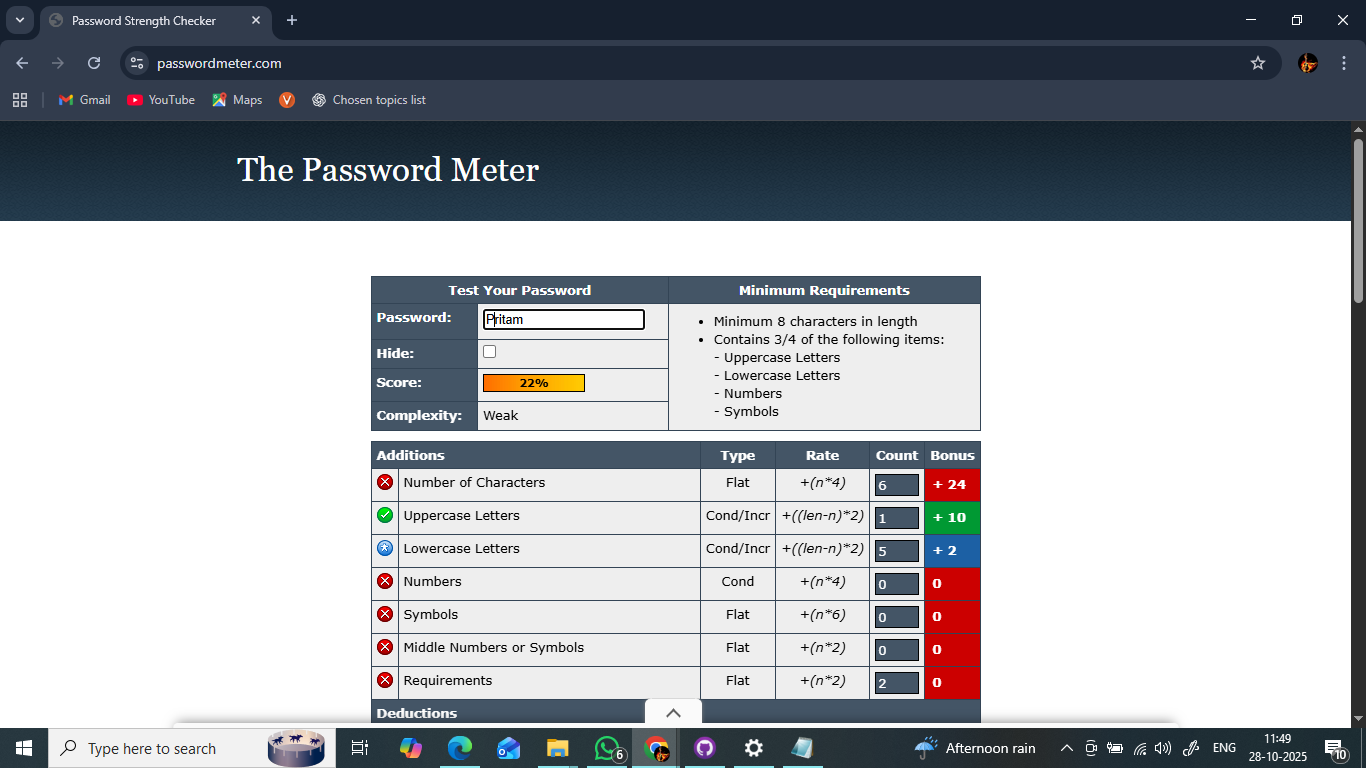 Password Strength Checker
passwordmeter.com
Gmail YouTube Maps V Chosen topics list
The Password Meter
Test Your Password Minimum Requirements
Password: Pritam
Hide:
Score: 22%
Complexity: Weak
• Minimum 8 characters in length
• Contains 3/4 of the following items:
- Uppercase Letters
- Lowercase Letters
- Numbers
- Symbols
Additions Type Rate Count Bonus
Number of Characters Flat +(n*4) 6 + 24
Uppercase Letters Cond/Incr +((len-n)*2) 1 + 10
Lowercase Letters Cond/Incr +((len-n)*2) 5 + 2
Numbers Cond +(n*4) 0 0
Symbols Flat +(n*6) 0 0
Middle Numbers or Symbols Flat +(n*2) 0 0
Requirements Flat +(n*2) 2 0
Deductions
Type here to search 6 Afternoon rain ENG 11:49
28-10-2025 10